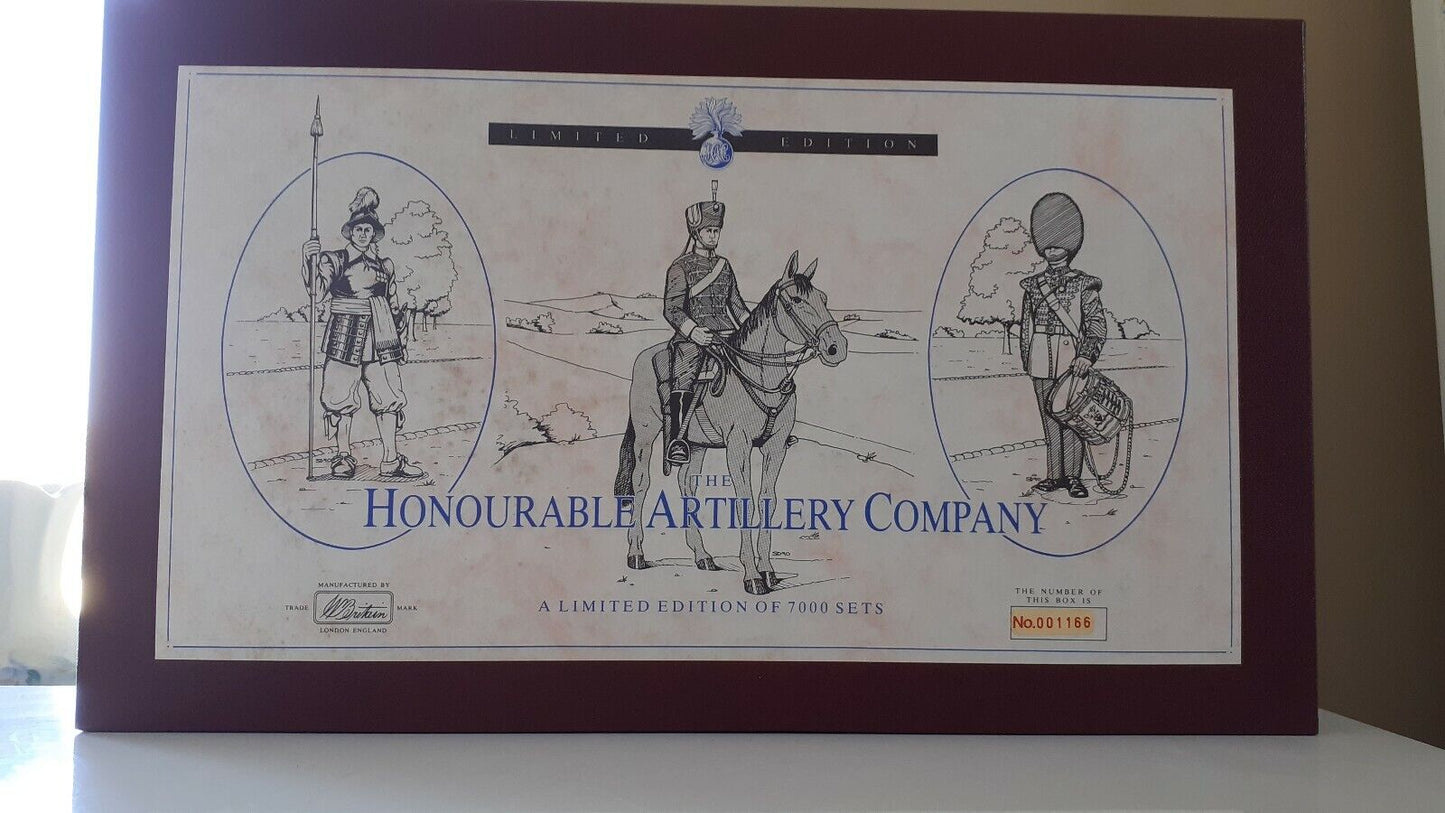 LIMITED EDITION
THE
HONOURABLE ARTILLERY COMPANY
A LIMITED EDITION OF 7000 SETS
MANUFACTURED BY
TRADE W Britain MARK
LONDON ENGLAND
THE NUMBER OF
THIS BOX IS
No.001166